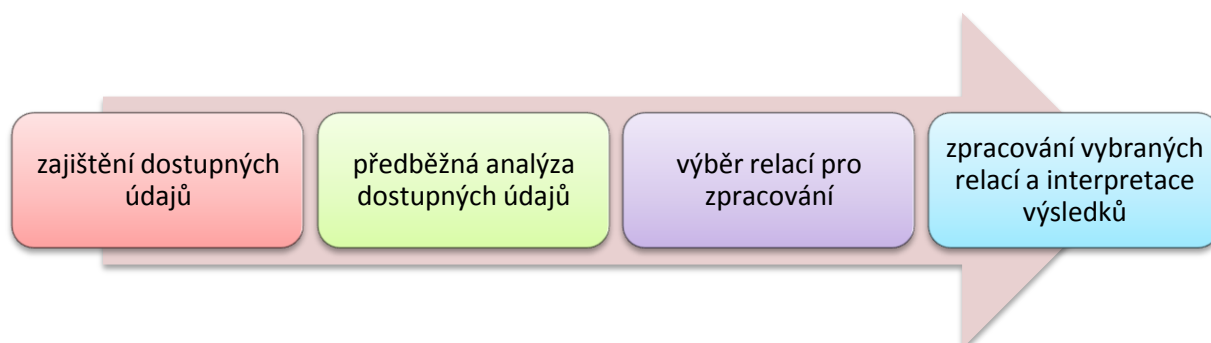 zajištění dostupných
údajů
předběžná analýza
dostupných údajů
výběr relací pro
zpracování
zpracování vybraných
relací a interpretace
výsledků